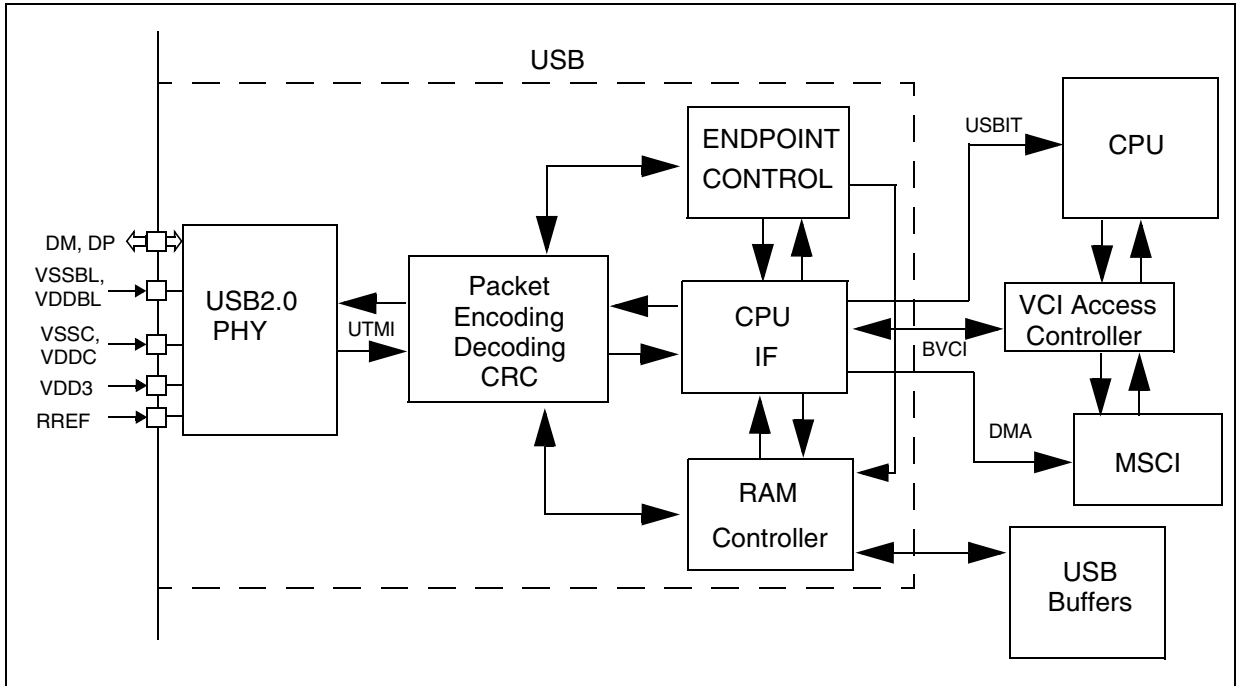 USB
ENDPOINT
CONTROL
USBIT
CPU
DM, DP
VSSBL,
VDDBL
VSSC,
VDDC
VDD3
RREF
USB2.0
PHY
UTMI
Packet
Encoding
Decoding
CRC
CPU
IF
BVCI
VCI Access
Controller
DMA
MSCI
RAM
Controller
USB
Buffers